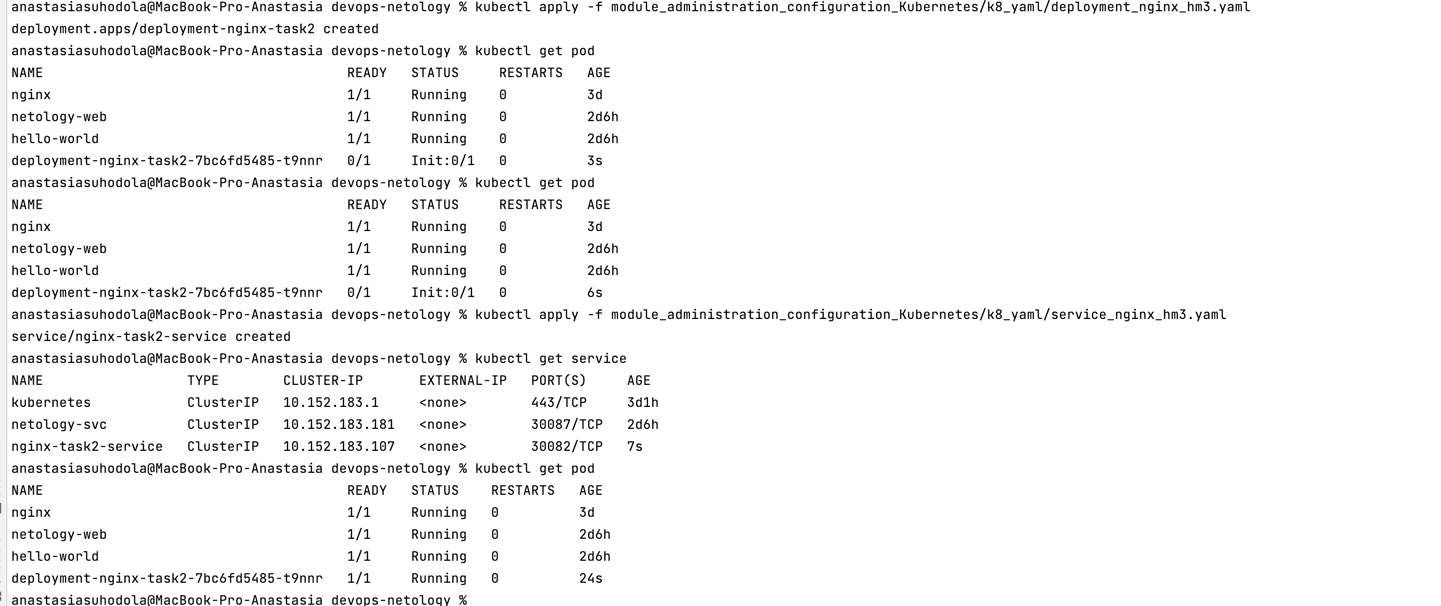 anastasiasuhodola@MacBook-Pro-Anastasia devops-netology % kubectl apply -f module_administration_configuration_Kubernetes/k8_yaml/deployment_nginx_hm3.yaml
deployment.apps/deployment-nginx-task2 created
anastasiasuhodola@MacBook-Pro-Anastasia devops-netology % kubectl get pod
NAME                                      READY   STATUS     RESTARTS   AGE
nginx                                     1/1     Running    0          3d
netology-web                              1/1     Running    0          2d6h
hello-world                               1/1     Running    0          2d6h
deployment-nginx-task2-7bc6fd5485-t9nnr   0/1     Init:0/1   0          3s
anastasiasuhodola@MacBook-Pro-Anastasia devops-netology % kubectl get pod
NAME                                      READY   STATUS     RESTARTS   AGE
nginx                                     1/1     Running    0          3d
netology-web                              1/1     Running    0          2d6h
hello-world                               1/1     Running    0          2d6h
deployment-nginx-task2-7bc6fd5485-t9nnr   0/1     Init:0/1   0          6s
anastasiasuhodola@MacBook-Pro-Anastasia devops-netology % kubectl apply -f module_administration_configuration_Kubernetes/k8_yaml/service_nginx_hm3.yaml
service/nginx-task2-service created
anastasiasuhodola@MacBook-Pro-Anastasia devops-netology % kubectl get service
NAME                  TYPE        CLUSTER-IP       EXTERNAL-IP   PORT(S)     AGE
kubernetes            ClusterIP   10.152.183.1     <none>        443/TCP     3d1h
netology-svc          ClusterIP   10.152.183.181   <none>        30087/TCP   2d6h
nginx-task2-service   ClusterIP   10.152.183.107   <none>        30082/TCP   7s
anastasiasuhodola@MacBook-Pro-Anastasia devops-netology % kubectl get pod
NAME                                      READY   STATUS    RESTARTS   AGE
nginx                                     1/1     Running   0          3d
netology-web                              1/1     Running   0          2d6h
hello-world                               1/1     Running   0          2d6h
deployment-nginx-task2-7bc6fd5485-t9nnr   1/1     Running   0          24s
anastasiasuhodola@MacBook-Pro-Anastasia devops-netology %